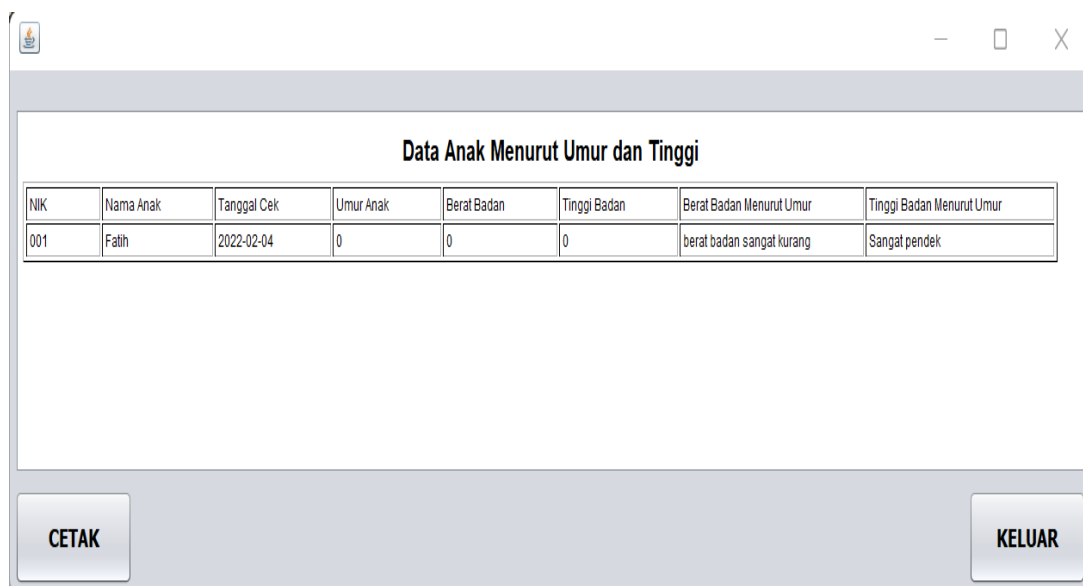 Data Anak Menurut Umur dan Tinggi
NIK Nama Anak Tanggal Cek Umur Anak Berat Badan Tinggi Badan Berat Badan Menurut Umur Tinggi Badan Menurut Umur
001 Fatih 2022-02-04 0 0 0 berat badan sangat kurang Sangat pendek
CETAK KELUAR